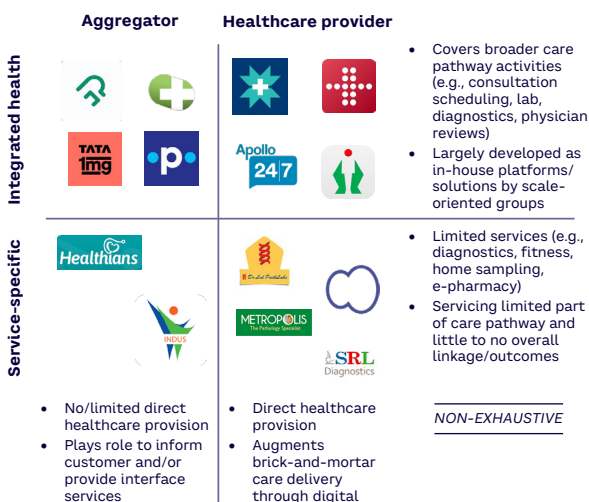 Aggregator
Healthcare provider
Integrated health
TATA
1mg
•p•
Apollo
24|7
• Covers broader care
pathway activities
(e.g., consultation
scheduling, lab,
diagnostics, physician
reviews)
• Largely developed as
in-house platforms/
solutions by scale-
oriented groups
Service-specific
Healthians
INDUS
Dr Lal PathLabs
METROPOLIS
The Pathology Specialist
SRL
Diagnostics
• Limited services (e.g.,
diagnostics, fitness,
home sampling,
e-pharmacy)
• Servicing limited part
of care pathway and
little to no overall
linkage/outcomes
• No/limited direct
healthcare provision
• Plays role to inform
customer and/or
provide interface
services
• Direct healthcare
provision
• Augments
brick-and-mortar
care delivery
through digital
NON-EXHAUSTIVE